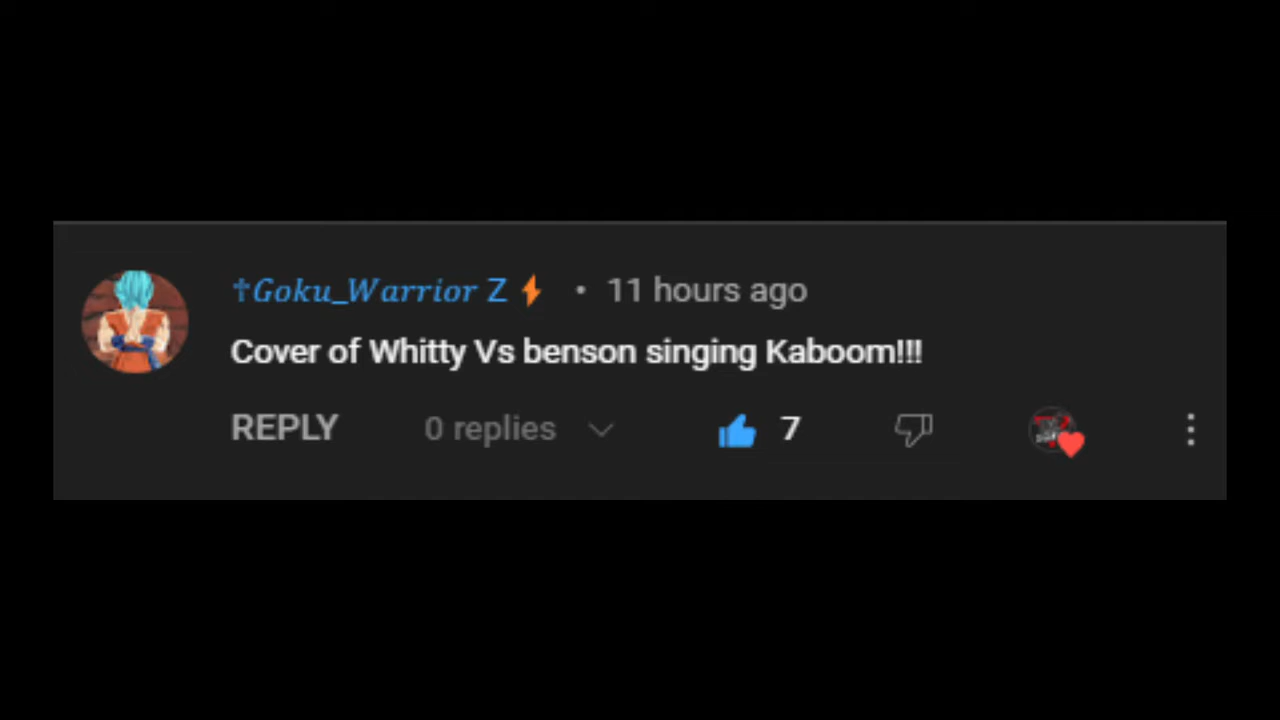 †𝐺𝑜𝑘𝑢_𝑊𝑎𝑟𝑟𝑖𝑜𝑟 Z⚡ • 11 hours ago
Cover of Whitty Vs benson singing Kaboom!!!
REPLY 0 replies 7